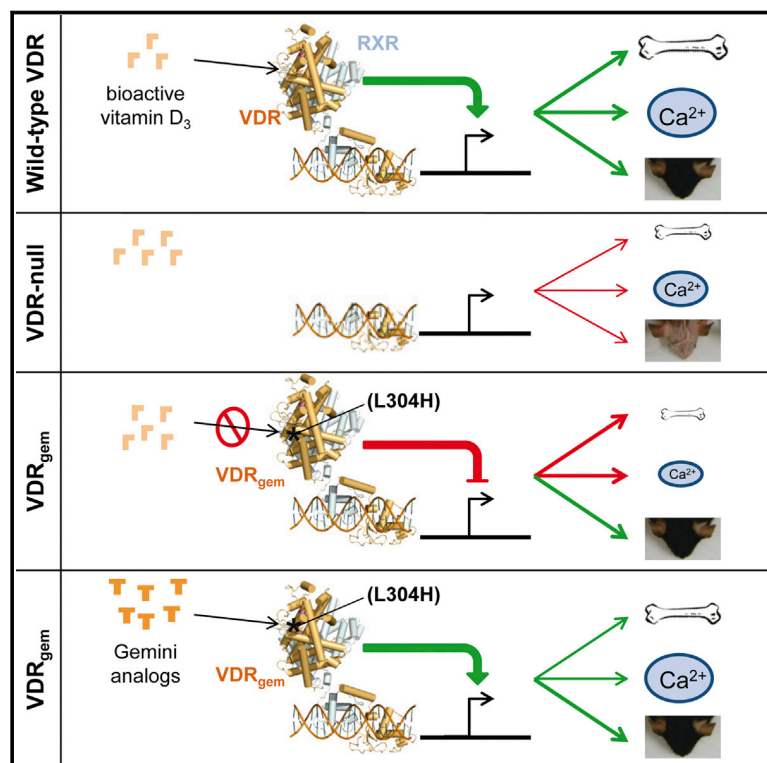 Wild-type VDR
bioactive
vitamin D3
RXR
VDR
Ca2+
VDR-null
Ca2+
VDRgem
(L304H)
VDRgem
Ca2+
VDRgem
Gemini
analogs
(L304H)
VDRgem
Ca2+